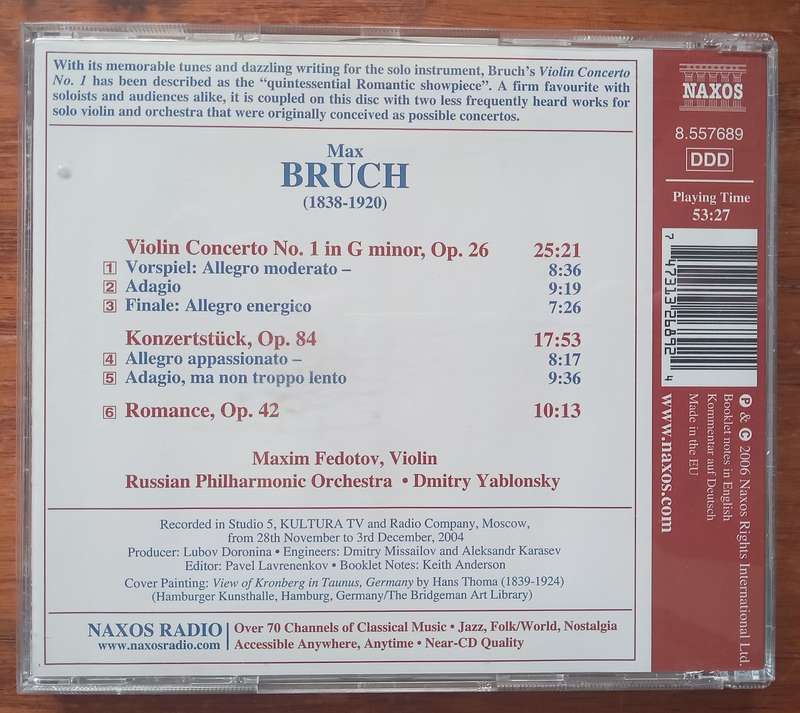 With its memorable tunes and dazzling writing for the solo instrument, Bruch's Violin Concerto
No. 1 has been described as the “quintessential Romantic showpiece”. A firm favourite with
soloists and audiences alike, it is coupled on this disc with two less frequently heard works for
solo violin and orchestra that were originally conceived as possible concertos.
Max
BRUCH
(1838-1920)
Violin Concerto No. 1 in G minor, Op. 26 25:21
1 Vorspiel: Allegro moderato – 8:36
2 Adagio 9:19
3 Finale: Allegro energico 7:26
Konzertstück, Op. 84 17:53
4 Allegro appassionato – 8:17
5 Adagio, ma non troppo lento 9:36
6 Romance, Op. 42 10:13
Maxim Fedotov, Violin
Russian Philharmonic Orchestra • Dmitry Yablonsky
Recorded in Studio 5, KULTURA TV and Radio Company, Moscow,
from 28th November to 3rd December, 2004
Producer: Lubov Doronina • Engineers: Dmitry Missailov and Aleksandr Karasev
Editor: Pavel Lavrenenkov • Booklet Notes: Keith Anderson
Cover Painting: View of Kronberg in Taunus, Germany by Hans Thoma (1839-1924)
(Hamburger Kunsthalle, Hamburg, Germany/The Bridgeman Art Library)
NAXOS RADIO
www.naxosradio.com
Over 70 Channels of Classical Music • Jazz, Folk/World, Nostalgia
Accessible Anywhere, Anytime • Near-CD Quality
NAXOS
8.557689
DDD
Playing Time
53:27
7 47313 26892 4
℗ & © 2006 Naxos Rights International Ltd.
Booklet notes in English
Kommentar auf Deutsch
Made in the EU
www.naxos.com